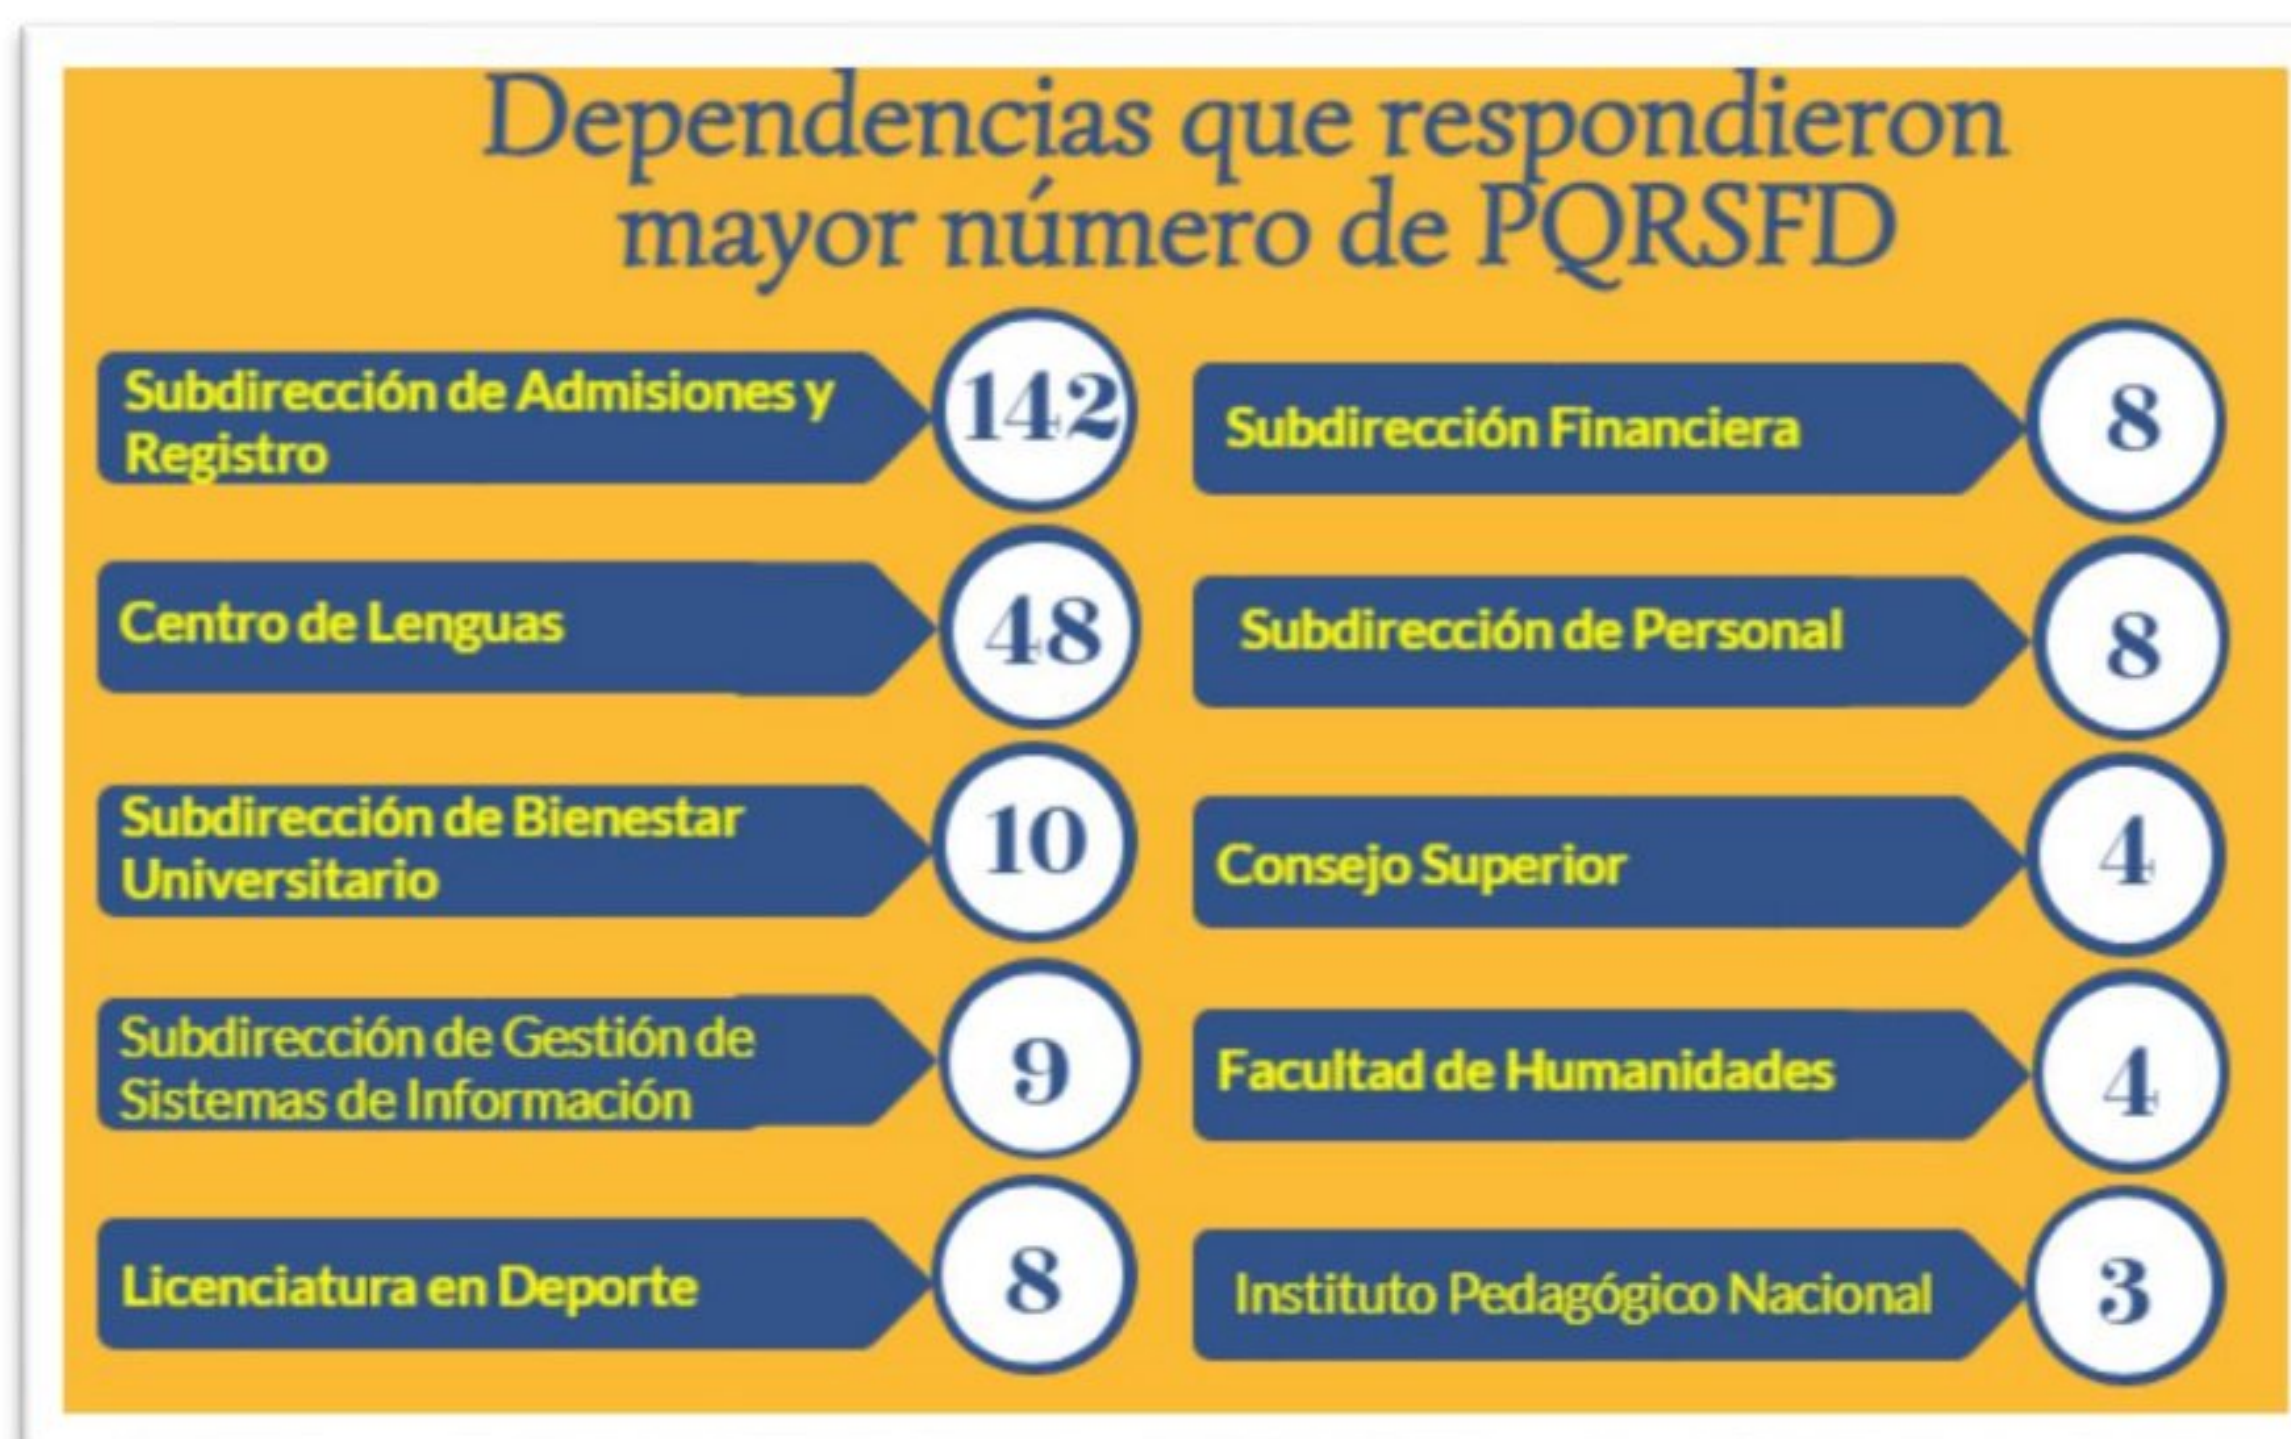 Dependencias que respondieron
mayor número de PQRSFD
Subdirección de Admisiones y
Registro
142
Centro de Lenguas
48
Subdirección de Bienestar
Universitario
10
Subdirección de Gestión de
Sistemas de Información
9
Licenciatura en Deporte
8
Subdirección Financiera
8
Subdirección de Personal
8
Consejo Superior
4
Facultad de Humanidades
4
Instituto Pedagógico Nacional
3